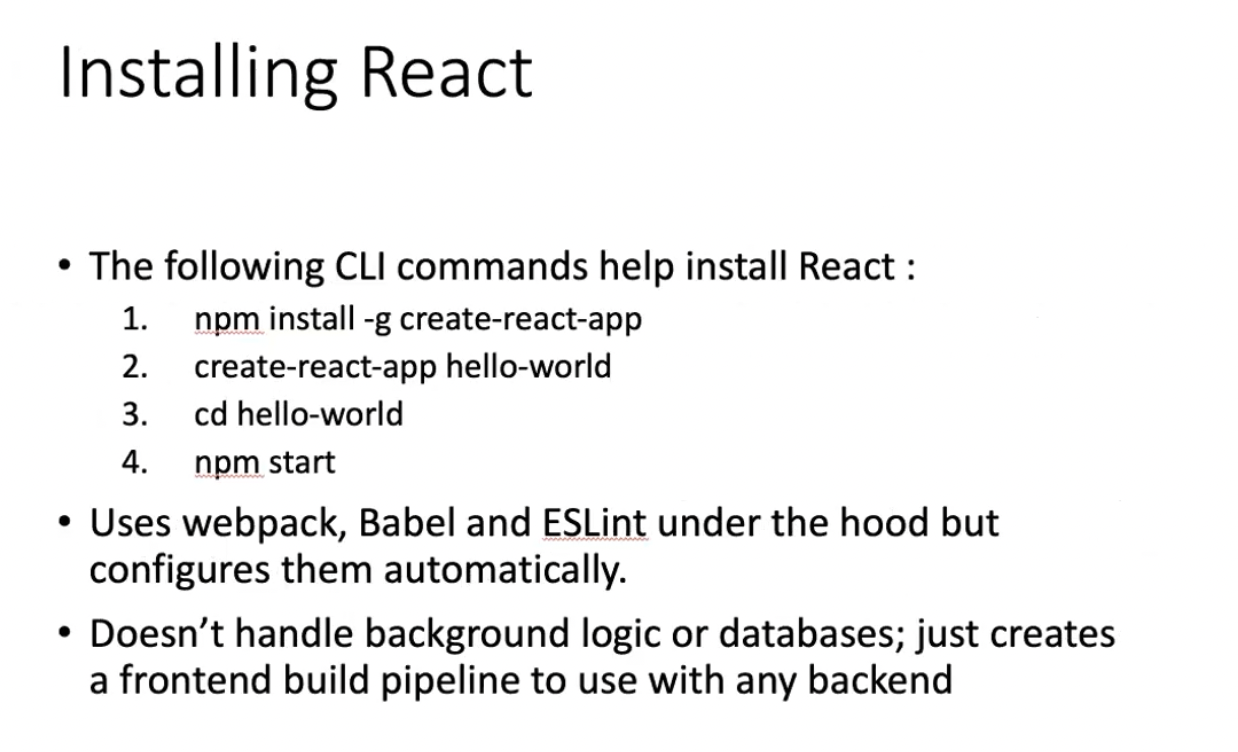 Installing React
• The following CLI commands help install React :
1. npm install -g create-react-app
2. create-react-app hello-world
3. cd hello-world
4. npm start
• Uses webpack, Babel and ESLint under the hood but
configures them automatically.
• Doesn’t handle background logic or databases; just creates
a frontend build pipeline to use with any backend